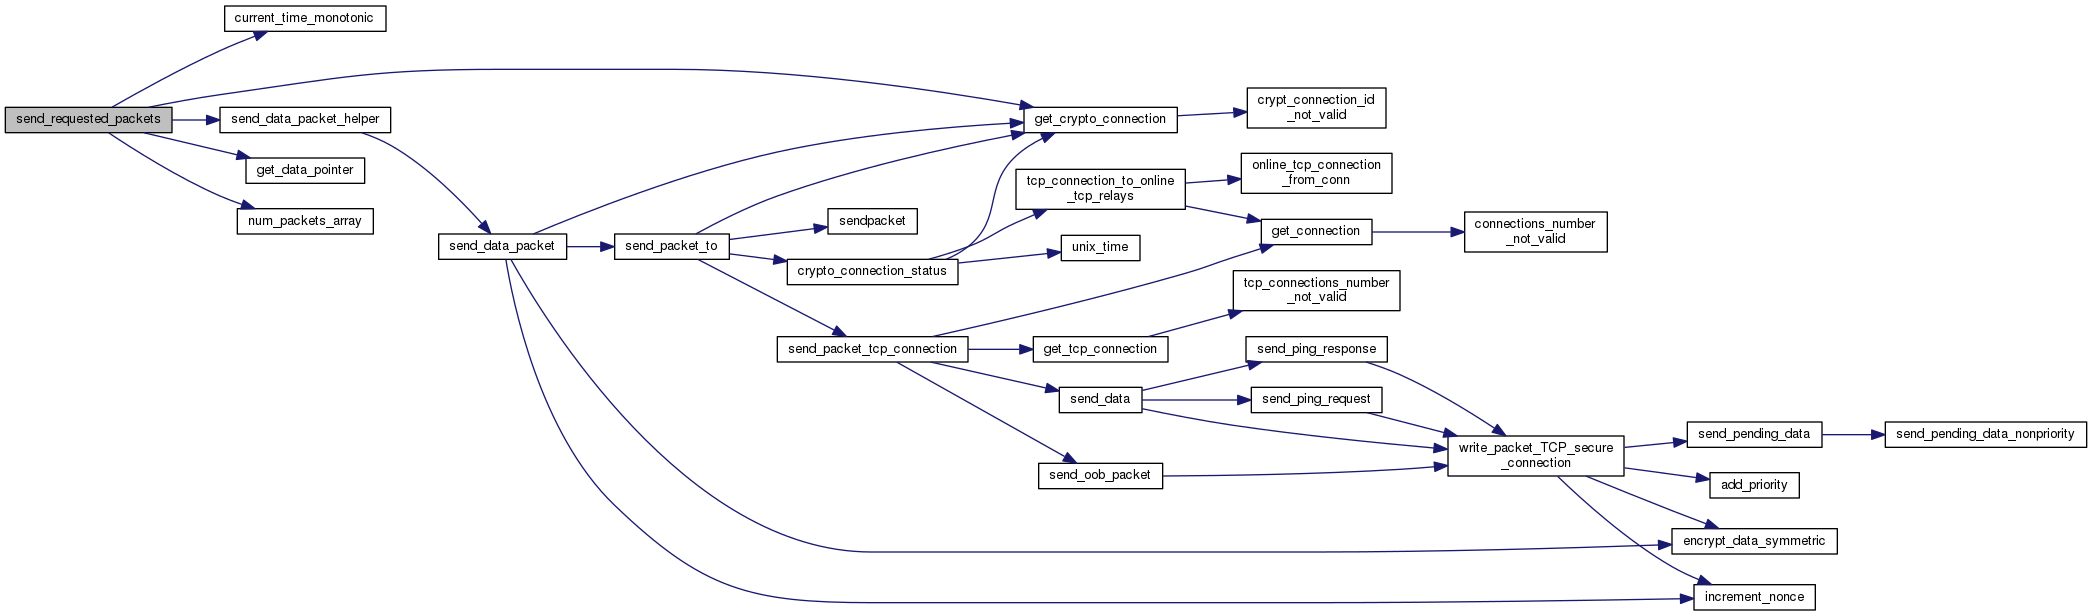 current_time_monotonic
send_requested_packets
send_data_packet_helper
get_data_pointer
num_packets_array
send_data_packet
send_packet_to
get_crypto_connection
crypt_connection_id
_not_valid
tcp_connection_to_online
_tcp_relays
online_tcp_connection
_from_conn
sendpacket
get_connection
connections_number
_not_valid
unix_time
crypto_connection_status
tcp_connections_number
_not_valid
send_packet_tcp_connection
get_tcp_connection
send_ping_response
send_data
send_ping_request
write_packet_TCP_secure
_connection
send_pending_data
send_pending_data_nonpriority
send_oob_packet
add_priority
encrypt_data_symmetric
increment_nonce